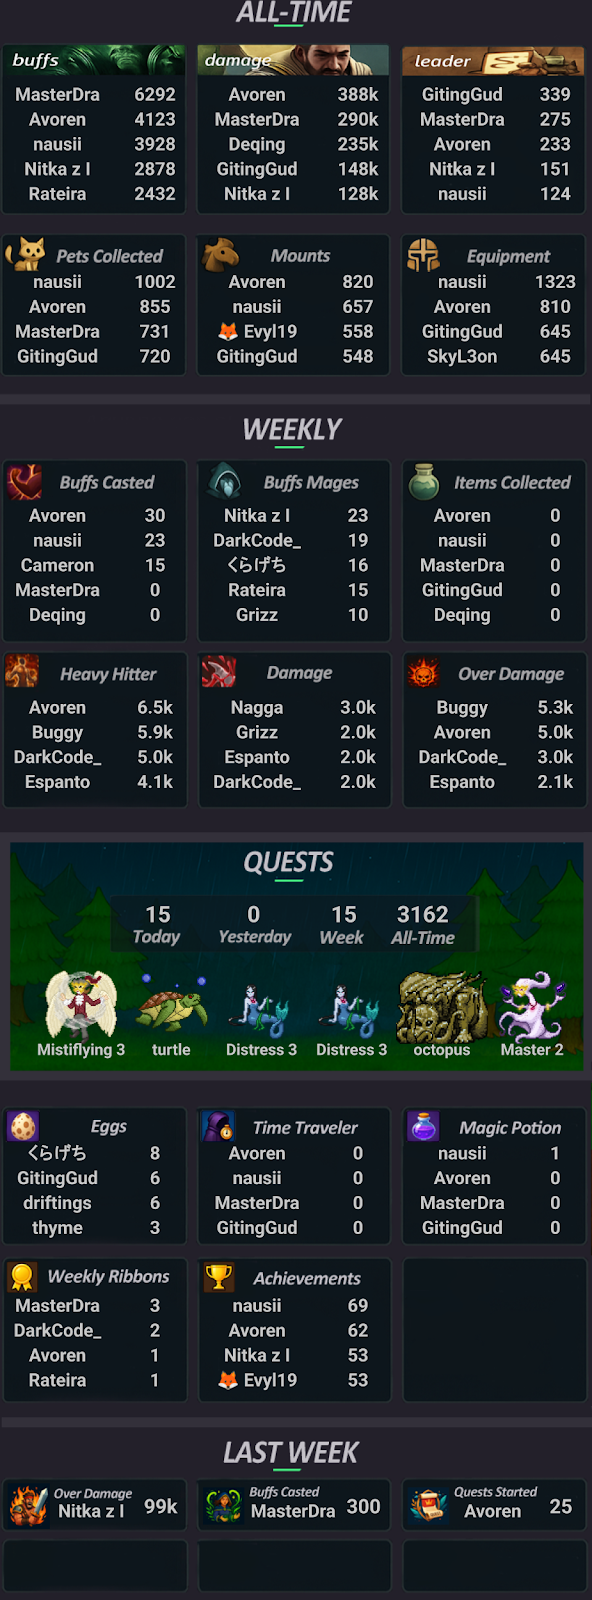 ALL-TIME
buffs
MasterDra 6292
Avoren 4123
nausii 3928
Nitka z l 2878
Rateira 2432
damage
Avoren 388k
MasterDra 290k
Deqing 235k
GitingGud 148k
Nitka z l 128k
leader
GitingGud 339
MasterDra 275
Avoren 233
Nitka z l 151
nausii 124
Pets Collected
nausii 1002
Avoren 855
MasterDra 731
GitingGud 720
Mounts
Avoren 820
nausii 657
🦊 Evyl19 558
GitingGud 548
Equipment
nausii 1323
Avoren 810
GitingGud 645
SkyL3on 645
WEEKLY
Buffs Casted
Avoren 30
nausii 23
Cameron 15
MasterDra 0
Deqing 0
Buffs Mages
Nitka z l 23
DarkCode_ 19
くらげち 16
Rateira 15
Grizz 10
Items Collected
Avoren 0
nausii 0
MasterDra 0
GitingGud 0
Deqing 0
Heavy Hitter
Avoren 6.5k
Buggy 5.9k
DarkCode_ 5.0k
Espanto 4.1k
Damage
Nagga 3.0k
Grizz 2.0k
Espanto 2.0k
DarkCode_ 2.0k
Over Damage
Buggy 5.3k
Avoren 5.0k
DarkCode_ 3.0k
Espanto 2.1k
QUESTS
15 0 15 3162
Today Yesterday Week All-Time
Mistiflying 3 turtle Distress 3 Distress 3 octopus Master 2
Eggs
くらげち 8
GitingGud 6
driftings 6
thyme 3
Time Traveler
Avoren 0
nausii 0
MasterDra 0
GitingGud 0
Magic Potion
nausii 1
Avoren 0
MasterDra 0
GitingGud 0
Weekly Ribbons
MasterDra 3
DarkCode_ 2
Avoren 1
Rateira 1
Achievements
nausii 69
Avoren 62
Nitka z l 53
🦊 Evyl19 53
LAST WEEK
Over Damage
Nitka z l 99k
Buffs Casted
MasterDra 300
Quests Started
Avoren 25